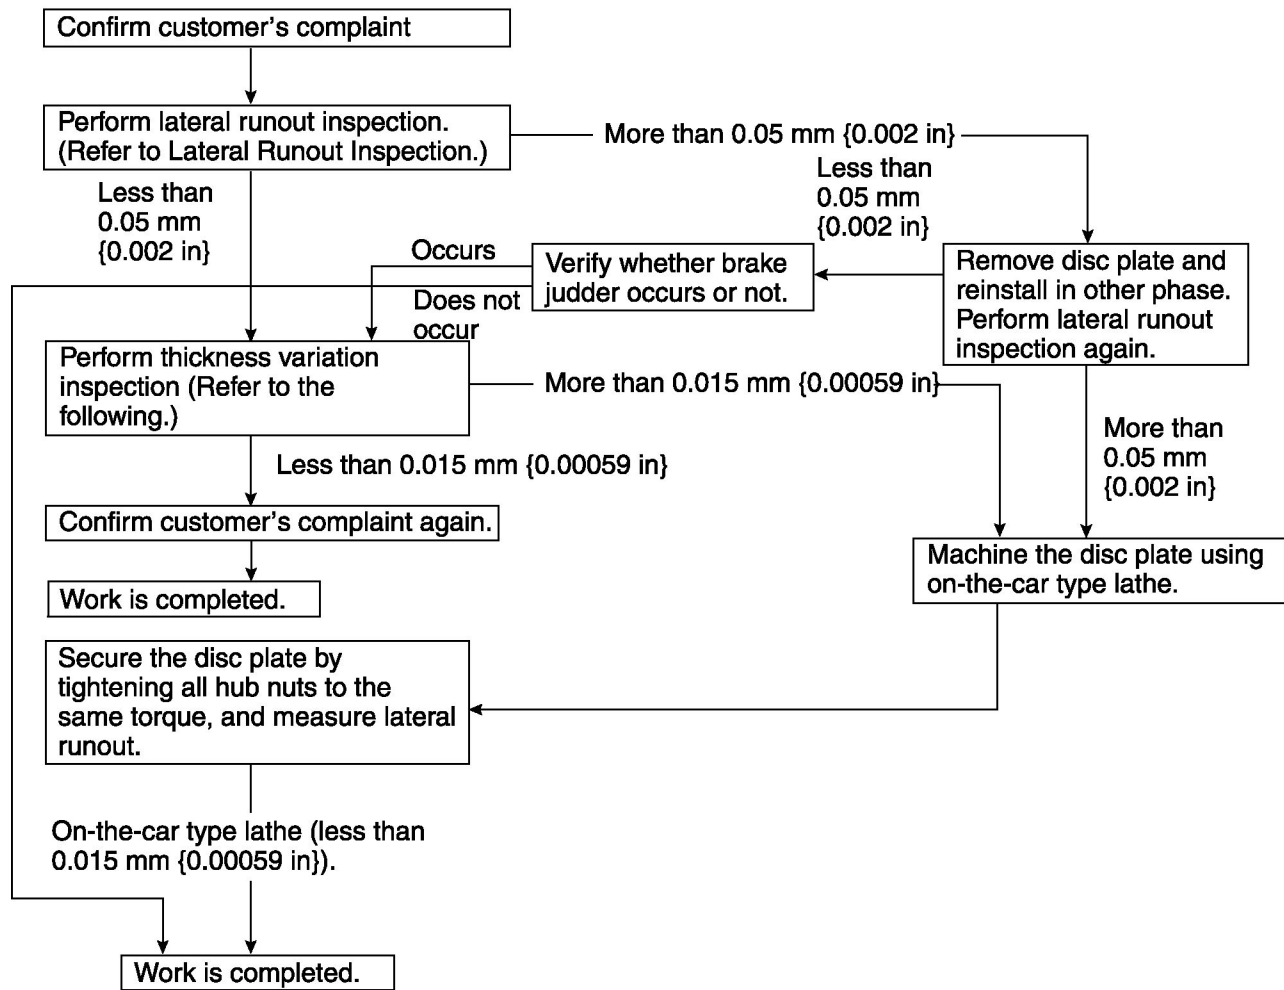 Confirm customer's complaint
Perform lateral runout inspection.
(Refer to Lateral Runout Inspection.)
More than 0.05 mm {0.002 in}
Less than
0.05 mm
{0.002 in}
Less than
0.05 mm
{0.002 in}
Occurs
Verify whether brake
judder occurs or not.
Remove disc plate and
reinstall in other phase.
Perform lateral runout
inspection again.
Does not
occur
Perform thickness variation
inspection (Refer to the
following.)
More than 0.015 mm {0.00059 in}
More than
0.05 mm
{0.002 in}
Less than 0.015 mm {0.00059 in}
Confirm customer's complaint again.
Machine the disc plate using
on-the-car type lathe.
Work is completed.
Secure the disc plate by
tightening all hub nuts to the
same torque, and measure lateral
runout.
On-the-car type lathe (less than
0.015 mm {0.00059 in}).
Work is completed.